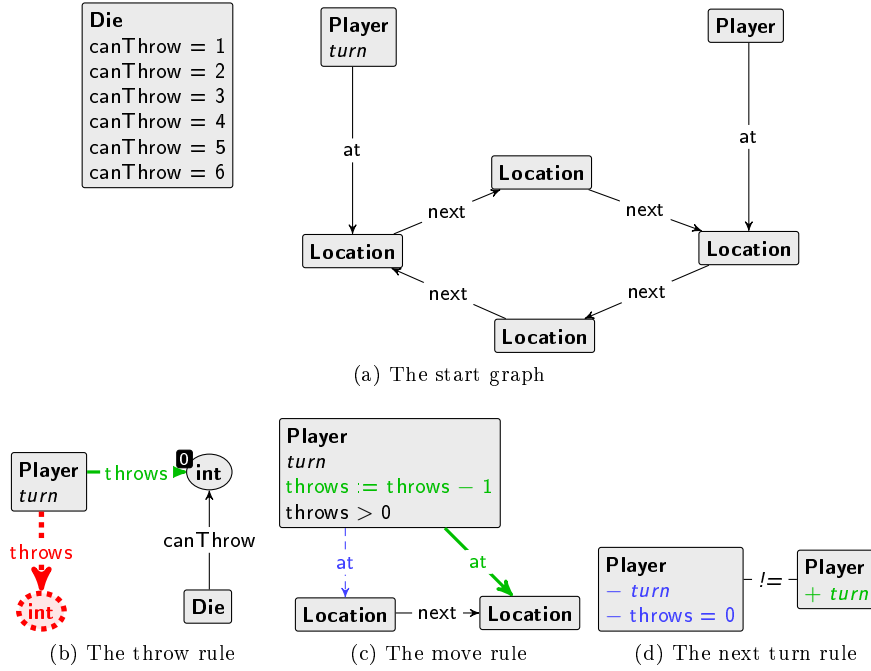 Die
canThrow = 1
canThrow = 2
canThrow = 3
canThrow = 4
canThrow = 5
canThrow = 6
Player
turn
Player
at
at
Location
next
next
Location
Location
next
next
Location
(a) The start graph
Player
turn
throws
0
int
throws
canThrow
int
Die
(b) The throw rule
Player
turn
throws := throws − 1
throws > 0
at
at
Location
next
Location
(c) The move rule
Player
− turn
− throws = 0
!=
Player
+ turn
(d) The next turn rule